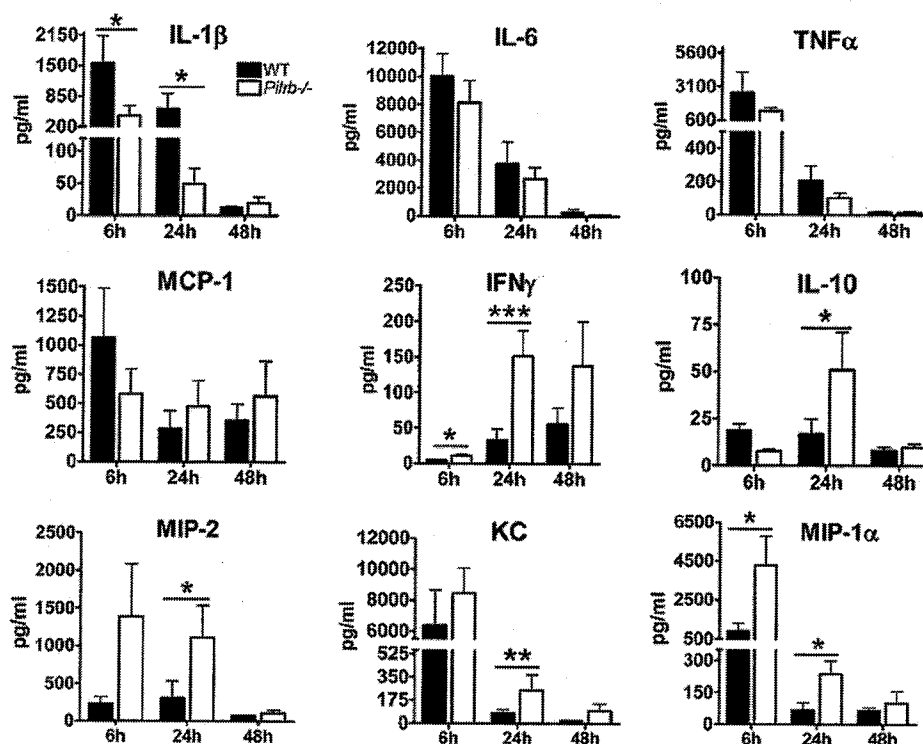 IL-1β
*
*
pg/ml
2150
1500
850
200
100
50
0
6h 24h 48h
WT
Pilrb-/-
IL-6
pg/ml
12000
10000
8000
6000
4000
2000
0
6h 24h 48h
TNFα
pg/ml
5600
3100
600
400
200
0
6h 24h 48h
MCP-1
pg/ml
1500
1250
1000
750
500
250
0
6h 24h 48h
IFNγ
***
*
pg/ml
250
200
150
100
50
0
6h 24h 48h
IL-10
*
pg/ml
100
75
50
25
0
6h 24h 48h
MIP-2
*
pg/ml
2500
2000
1500
1000
500
0
6h 24h 48h
KC
**
pg/ml
12000
10000
8000
6000
525
350
175
0
6h 24h 48h
MIP-1α
*
*
pg/ml
6500
4500
2500
500
300
150
0
6h 24h 48h